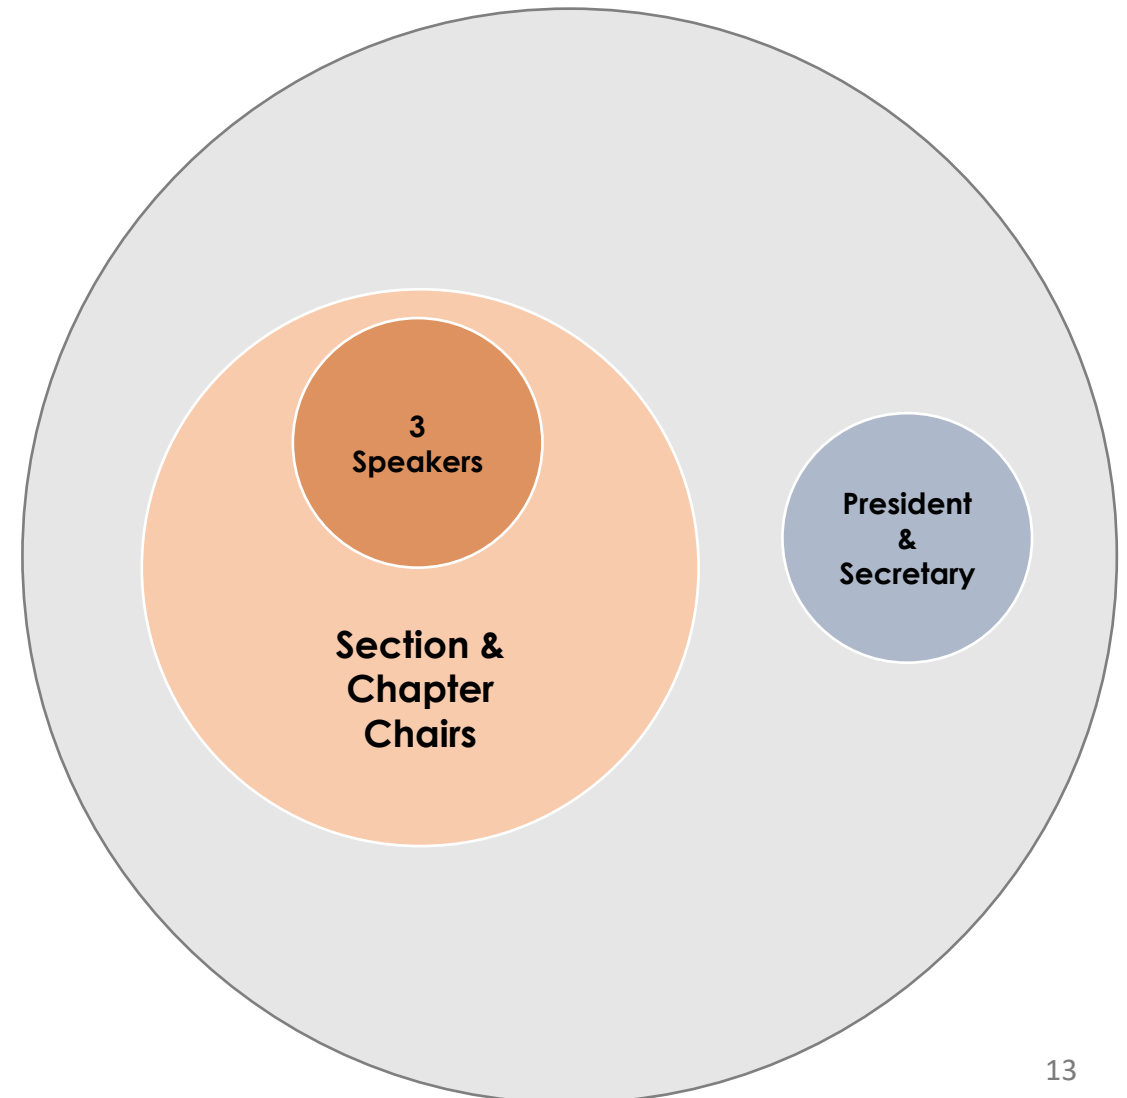 3
Speakers
President
&
Secretary
Section &
Chapter
Chairs
13